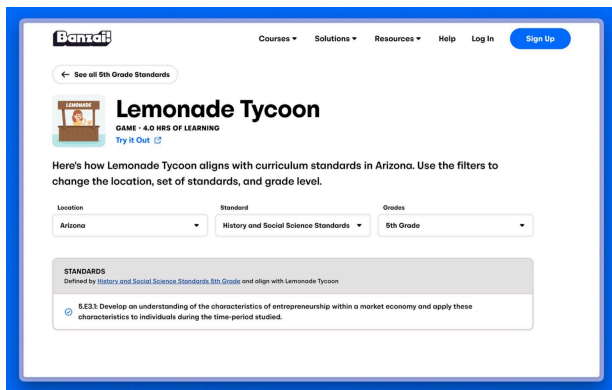 Banzai!
Courses Solutions Resources Help Log In Sign Up
← See all 5th Grade Standards
LEMONADE
Lemonade Tycoon
GAME • 4.0 HRS OF LEARNING
Try it Out
Here's how Lemonade Tycoon aligns with curriculum standards in Arizona. Use the filters to
change the location, set of standards, and grade level.
Location Standard Grades
Arizona History and Social Science Standards 5th Grade
STANDARDS
Defined by History and Social Science Standards 5th Grade and align with Lemonade Tycoon
5.E3.1: Develop an understanding of the characteristics of entrepreneurship within a market economy and apply these
characteristics to individuals during the time-period studied.